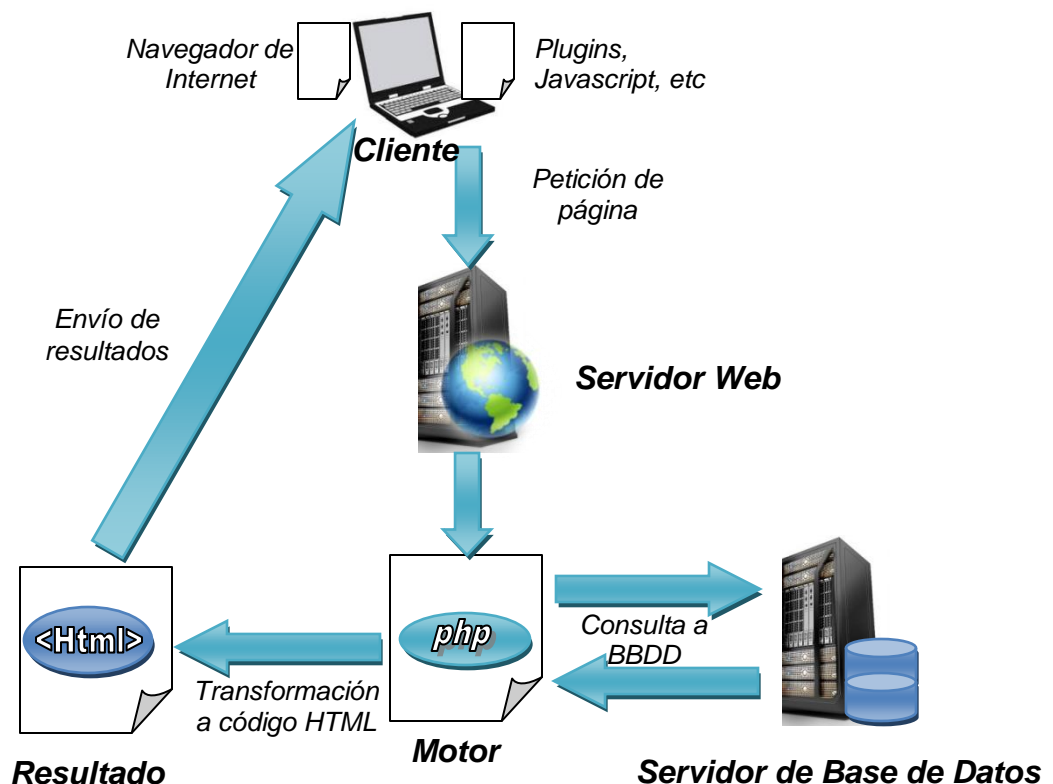 Navegador de
Internet
Plugins,
Javascript, etc
Cliente
Petición de
página
Envío de
resultados
Servidor Web
<Html>
php
Consulta a
BBDD
Transformación
a código HTML
Motor
Resultado
Servidor de Base de Datos